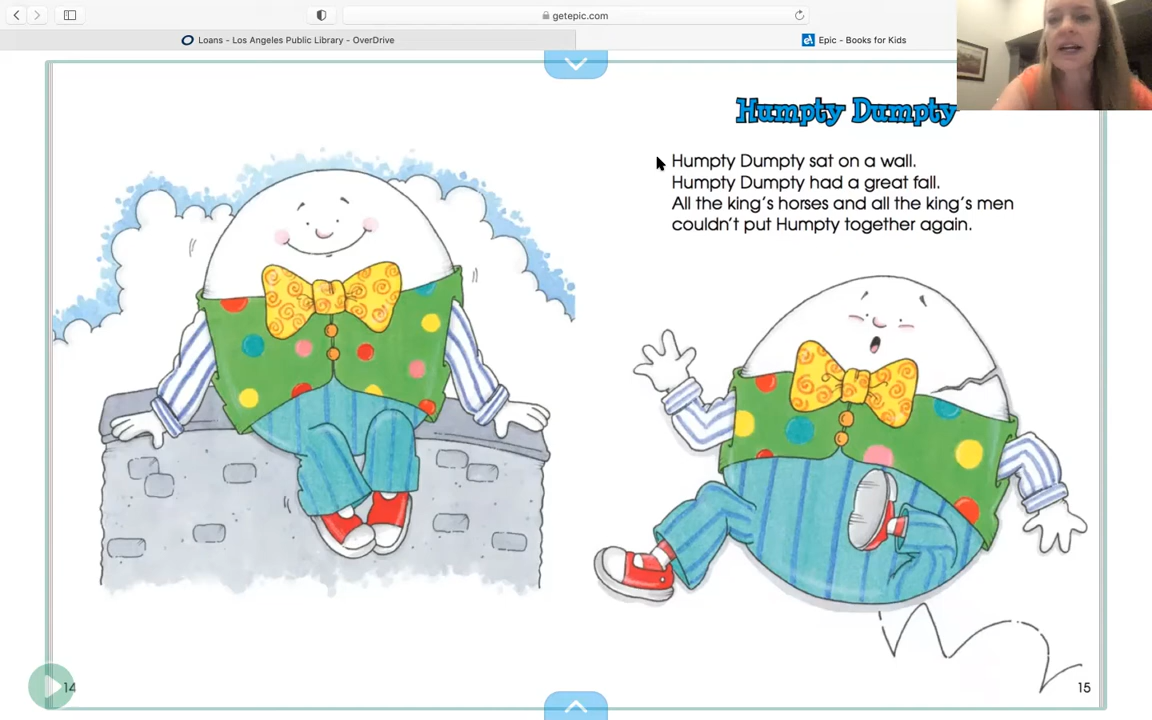 getepic.com
Loans - Los Angeles Public Library - OverDrive
Epic - Books for Kids
Humpty Dumpty
Humpty Dumpty sat on a wall.
Humpty Dumpty had a great fall.
All the king's horses and all the king's men
couldn't put Humpty together again.
14
15